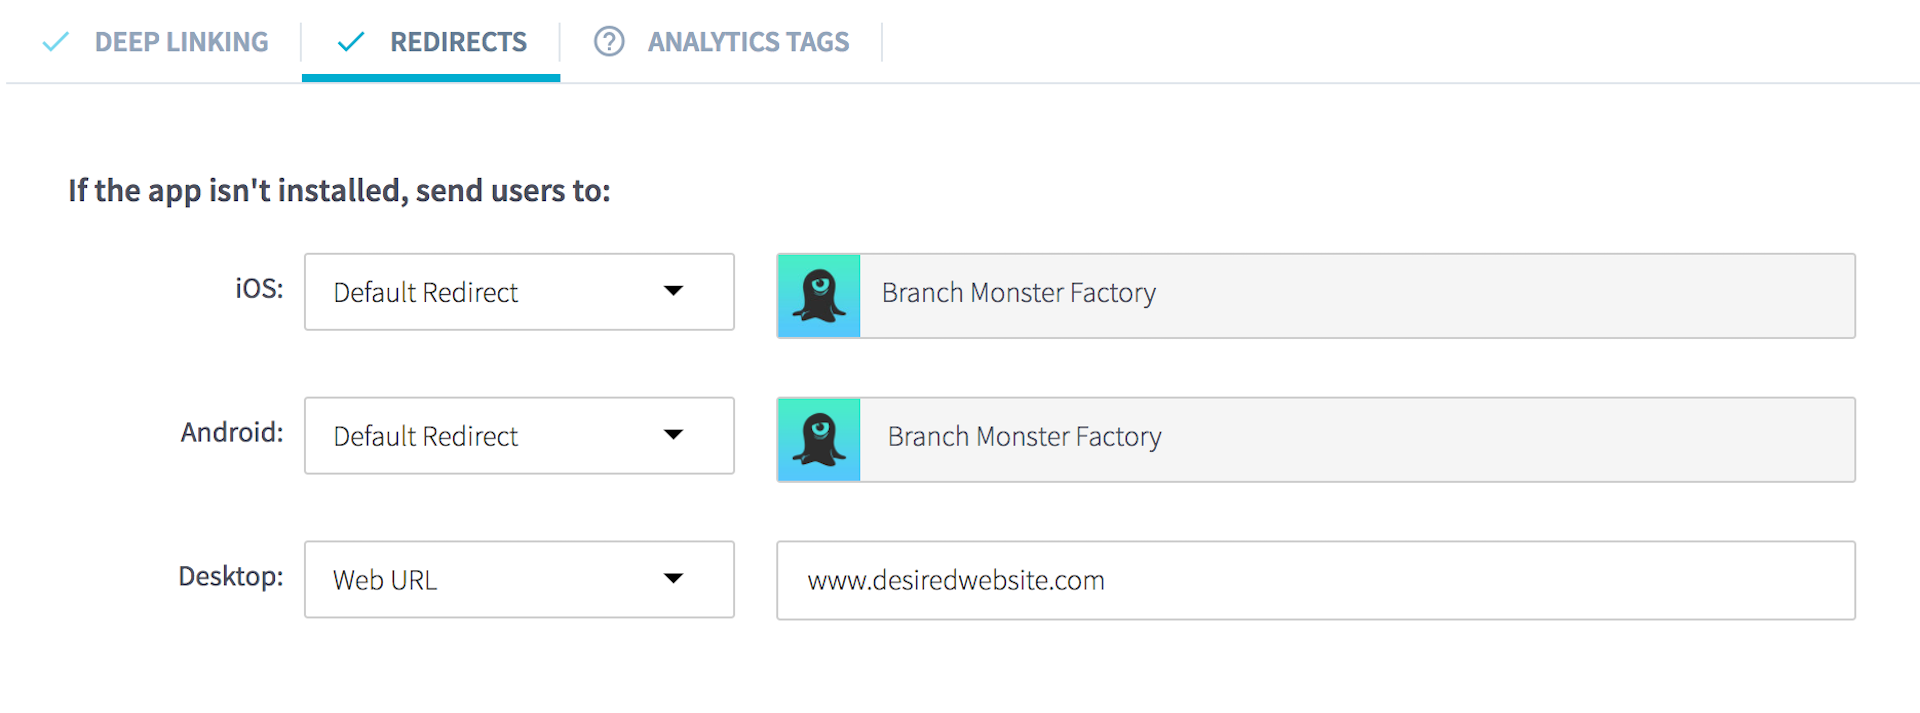 DEEP LINKING REDIRECTS ANALYTICS TAGS
If the app isn't installed, send users to:
iOS: Default Redirect Branch Monster Factory
Android: Default Redirect Branch Monster Factory
Desktop: Web URL www.desiredwebsite.com